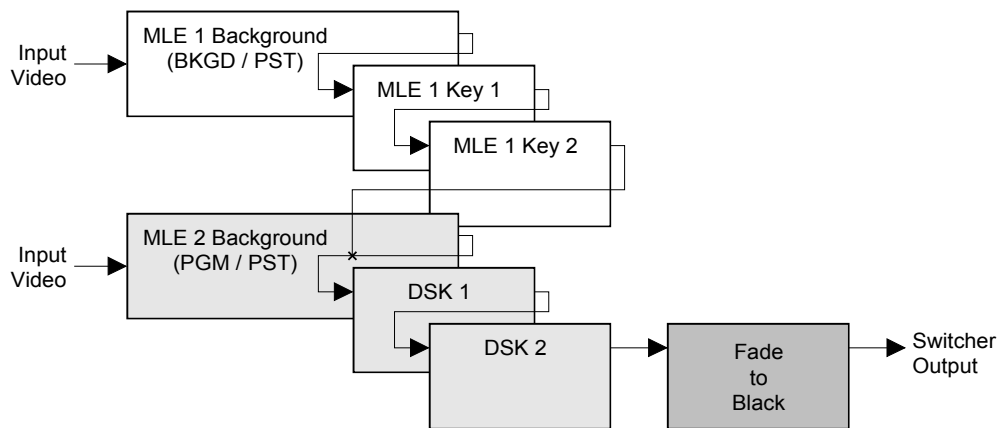 Input
Video
MLE 1 Background
(BKGD / PST)
MLE 1 Key 1
MLE 1 Key 2
Input
Video
MLE 2 Background
(PGM / PST)
DSK 1
DSK 2
Fade
to
Black
Switcher
Output